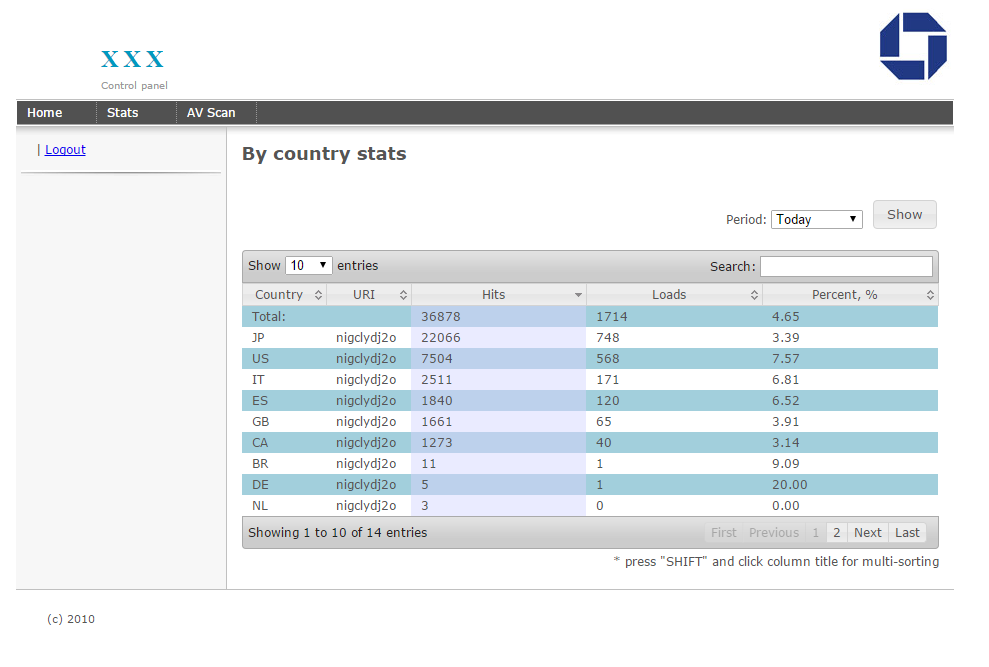 XXX
Control panel
Home Stats AV Scan
| Logout
By country stats
Period: Today Show
Show 10 entries Search:
Country URI Hits Loads Percent, %
Total: 36878 1714 4.65
JP nigclydj2o 22066 748 3.39
US nigclydj2o 7504 568 7.57
IT nigclydj2o 2511 171 6.81
ES nigclydj2o 1840 120 6.52
GB nigclydj2o 1661 65 3.91
CA nigclydj2o 1273 40 3.14
BR nigclydj2o 11 1 9.09
DE nigclydj2o 5 1 20.00
NL nigclydj2o 3 0 0.00
Showing 1 to 10 of 14 entries First Previous 1 2 Next Last
* press "SHIFT" and click column title for multi-sorting
(c) 2010